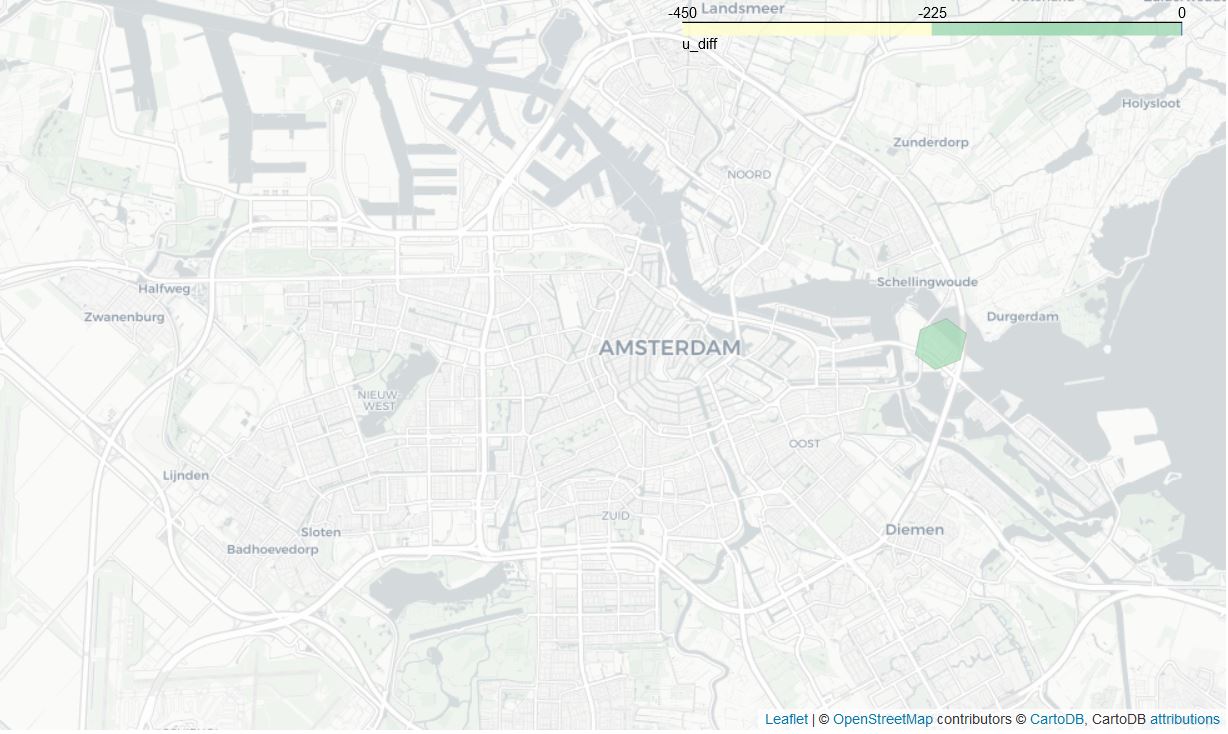 -450 -225 0
Landsmeer
u_diff
Holysloot
Zunderdorp
NOORD
Schellingwoude
Halfweg
Zwanenburg
Durgerdam
AMSTERDAM
NIEUW-
WEST
OOST
Lijnden
ZUID
Sloten
Diemen
Badhoevedorp
Leaflet | © OpenStreetMap contributors © CartoDB, CartoDB attributions